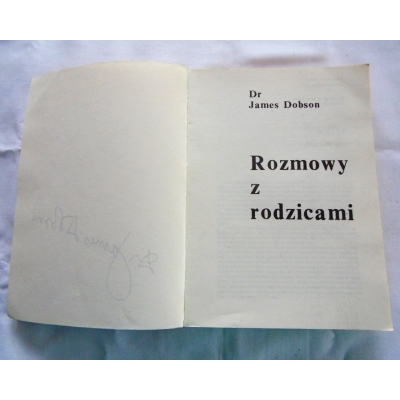 Dr
James Dobson
Rozmowy
z
rodzicami